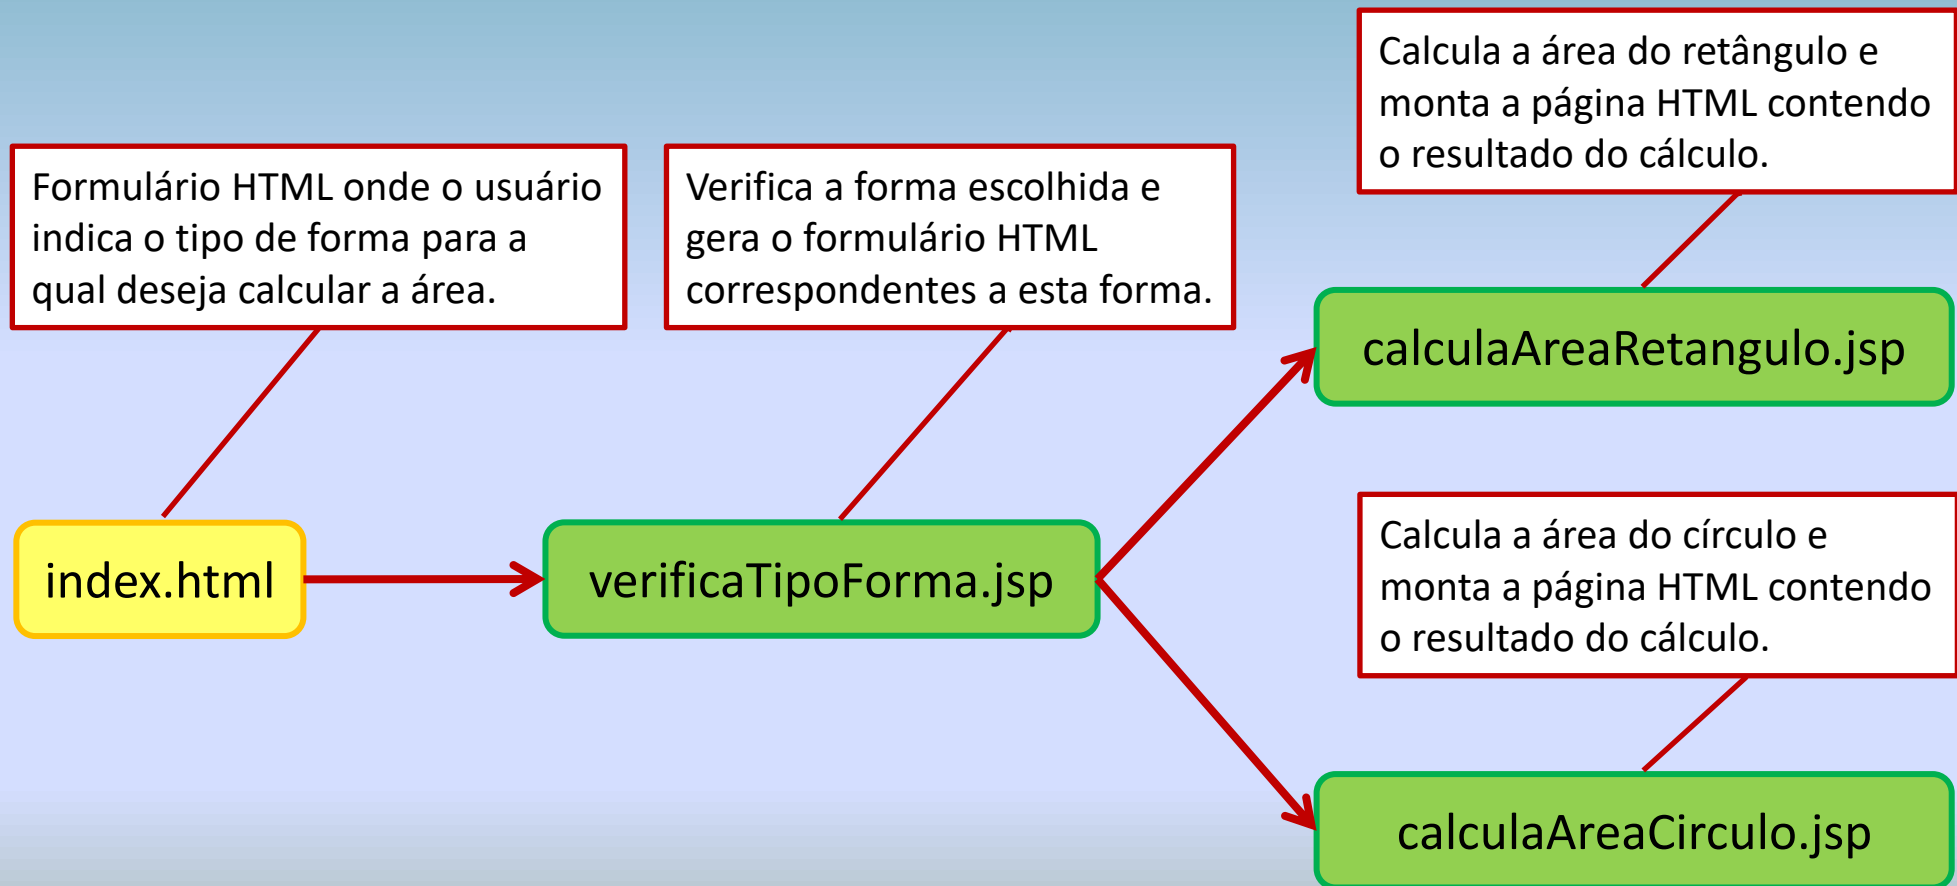 Formulário HTML onde o usuário
indica o tipo de forma para a
qual deseja calcular a área.
index.html
Verifica a forma escolhida e
gera o formulário HTML
correspondentes a esta forma.
verificaTipoForma.jsp
Calcula a área do retângulo e
monta a página HTML contendo
o resultado do cálculo.
calculaAreaRetangulo.jsp
Calcula a área do círculo e
monta a página HTML contendo
o resultado do cálculo.
calculaAreaCirculo.jsp